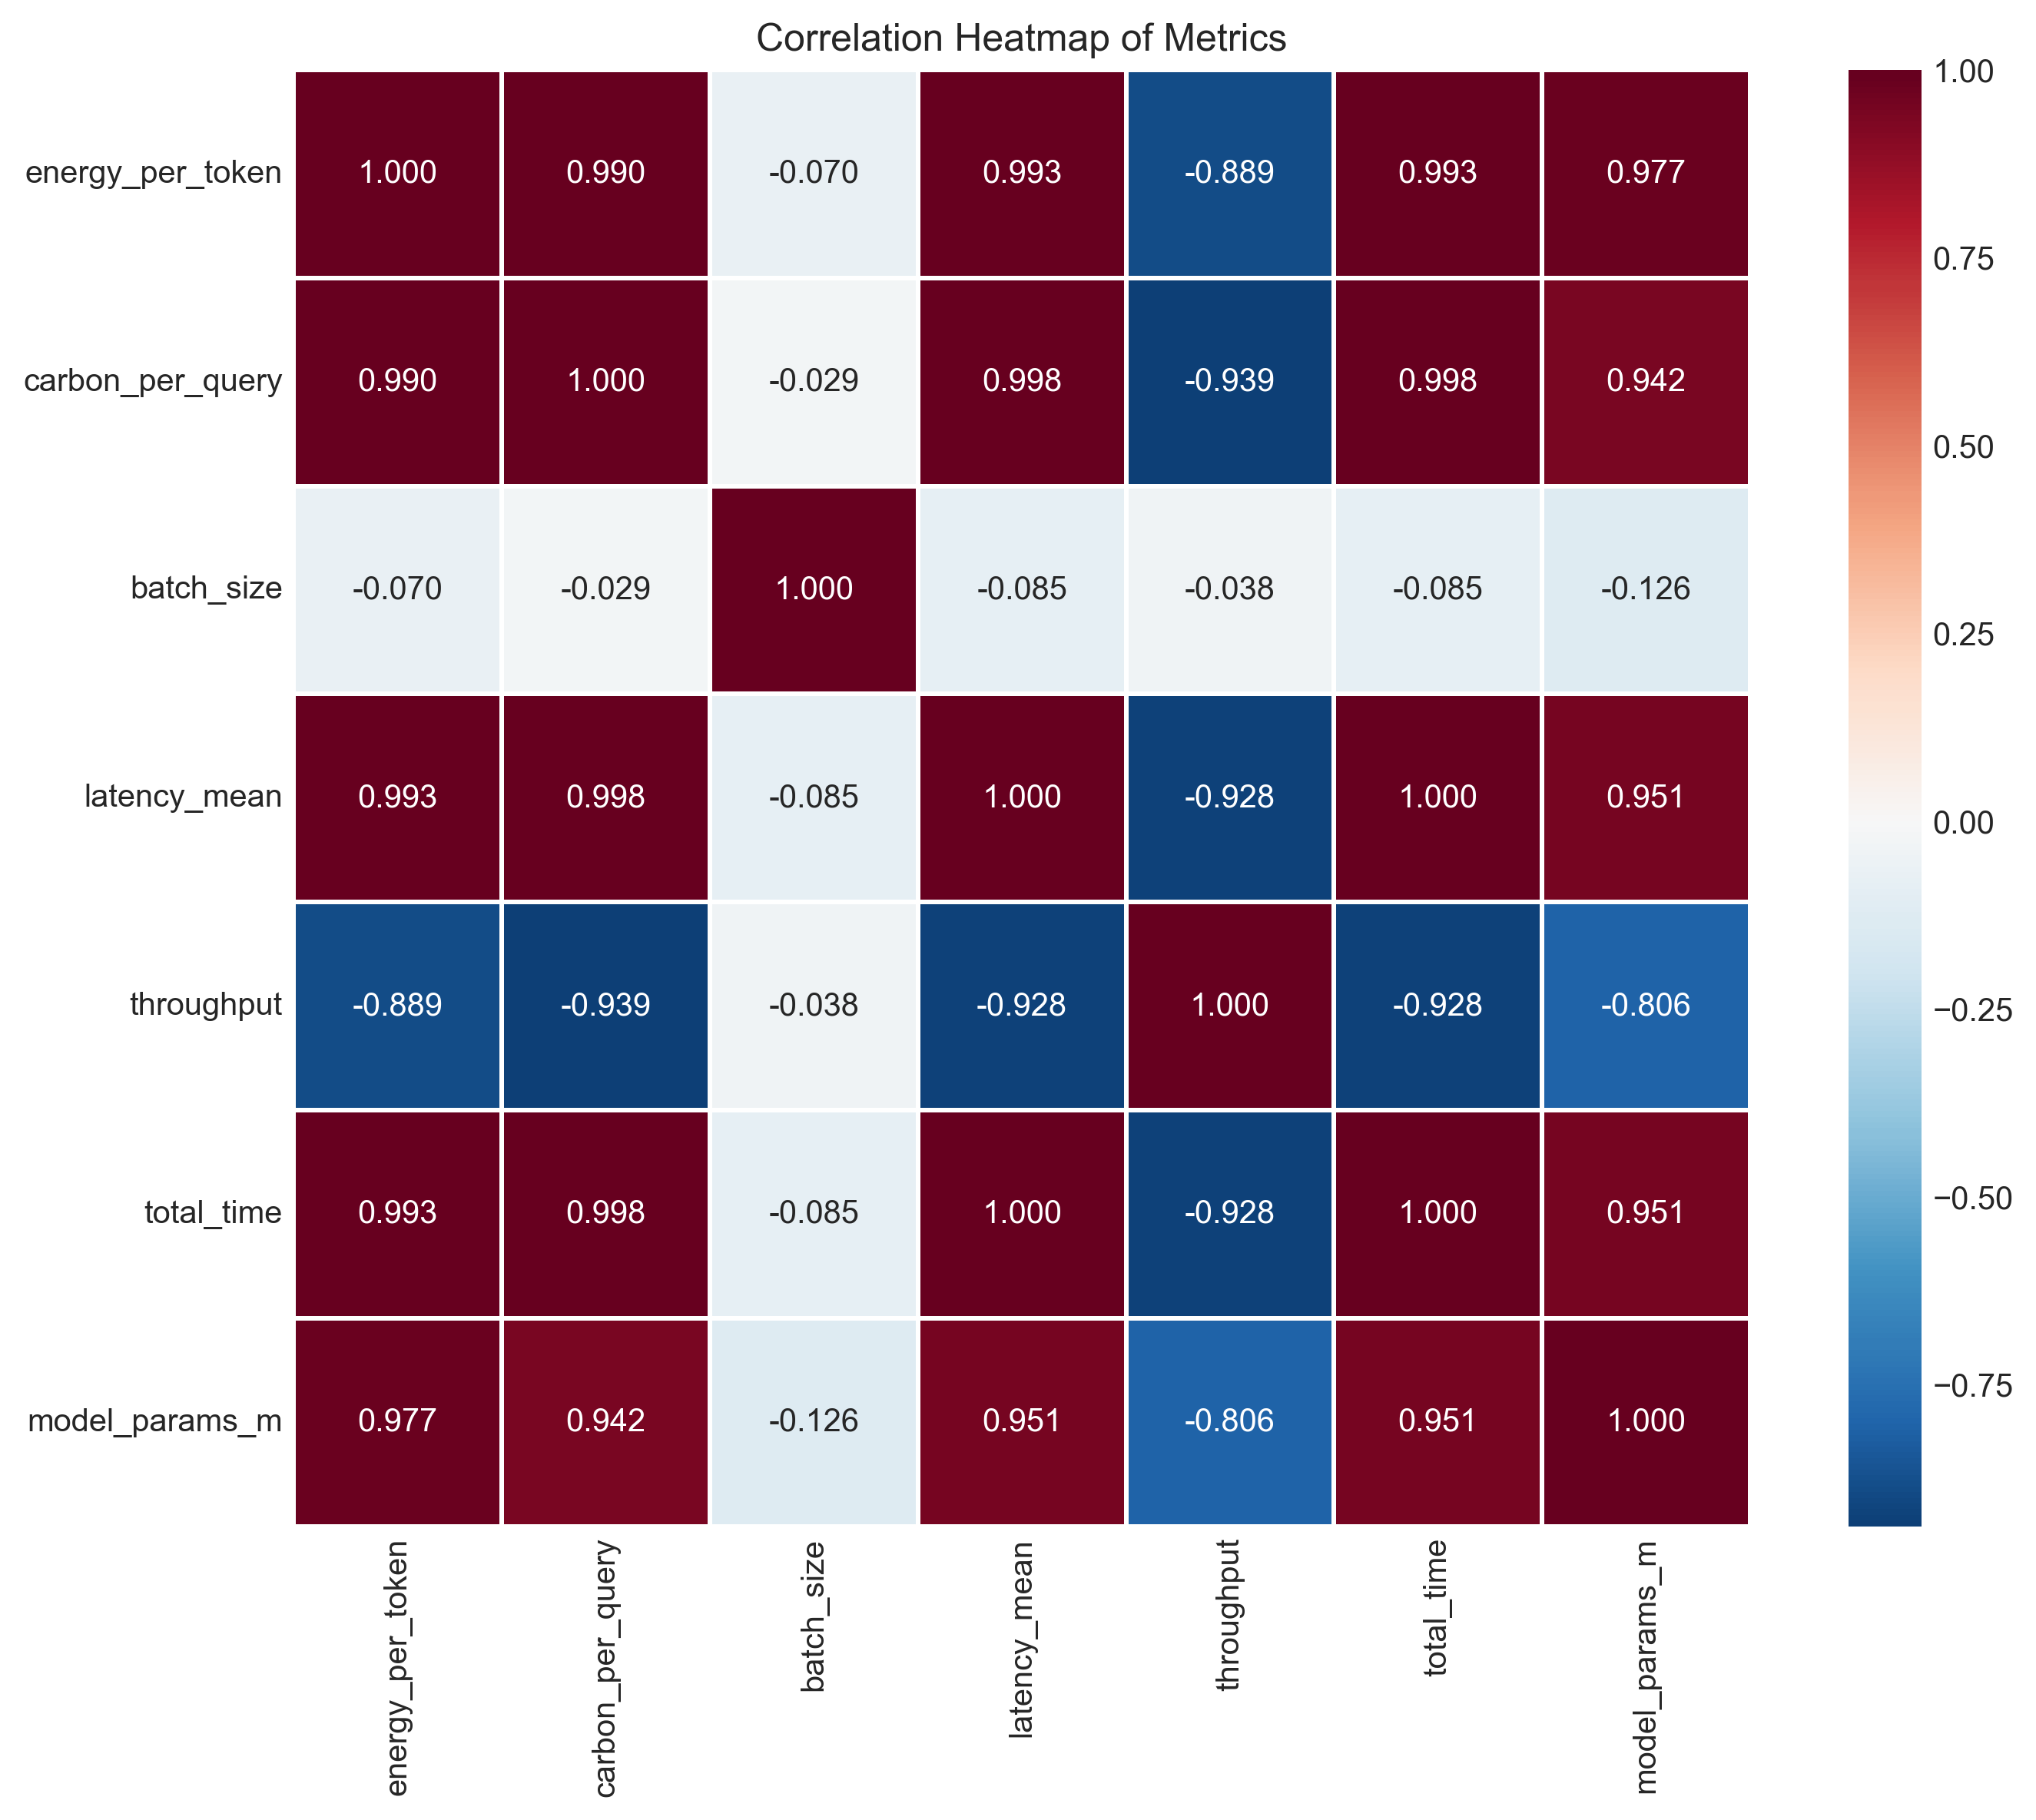 Correlation Heatmap of Metrics
energy_per_token 1.000 0.990 -0.070 0.993 -0.889 0.993 0.977
carbon_per_query 0.990 1.000 -0.029 0.998 -0.939 0.998 0.942
batch_size -0.070 -0.029 1.000 -0.085 -0.038 -0.085 -0.126
latency_mean 0.993 0.998 -0.085 1.000 -0.928 1.000 0.951
throughput -0.889 -0.939 -0.038 -0.928 1.000 -0.928 -0.806
total_time 0.993 0.998 -0.085 1.000 -0.928 1.000 0.951
model_params_m 0.977 0.942 -0.126 0.951 -0.806 0.951 1.000
energy_per_token
carbon_per_query
batch_size
latency_mean
throughput
total_time
model_params_m
1.00
0.75
0.50
0.25
0.00
−0.25
−0.50
−0.75